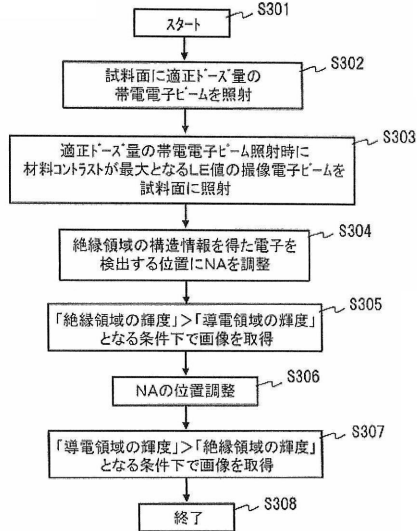 S301
スタート
S302
試料面に適正ドーズ量の
帯電電子ビームを照射
S303
適正ドーズ量の帯電電子ビーム照射時に
材料コントラストが最大となるLE値の撮像電子ビームを
試料面に照射
S304
絶縁領域の構造情報を得た電子を
検出する位置にNAを調整
S305
「絶縁領域の輝度」>「導電領域の輝度」
となる条件下で画像を取得
S306
NAの位置調整
S307
「導電領域の輝度」>「絶縁領域の輝度」
となる条件下で画像を取得
S308
終了